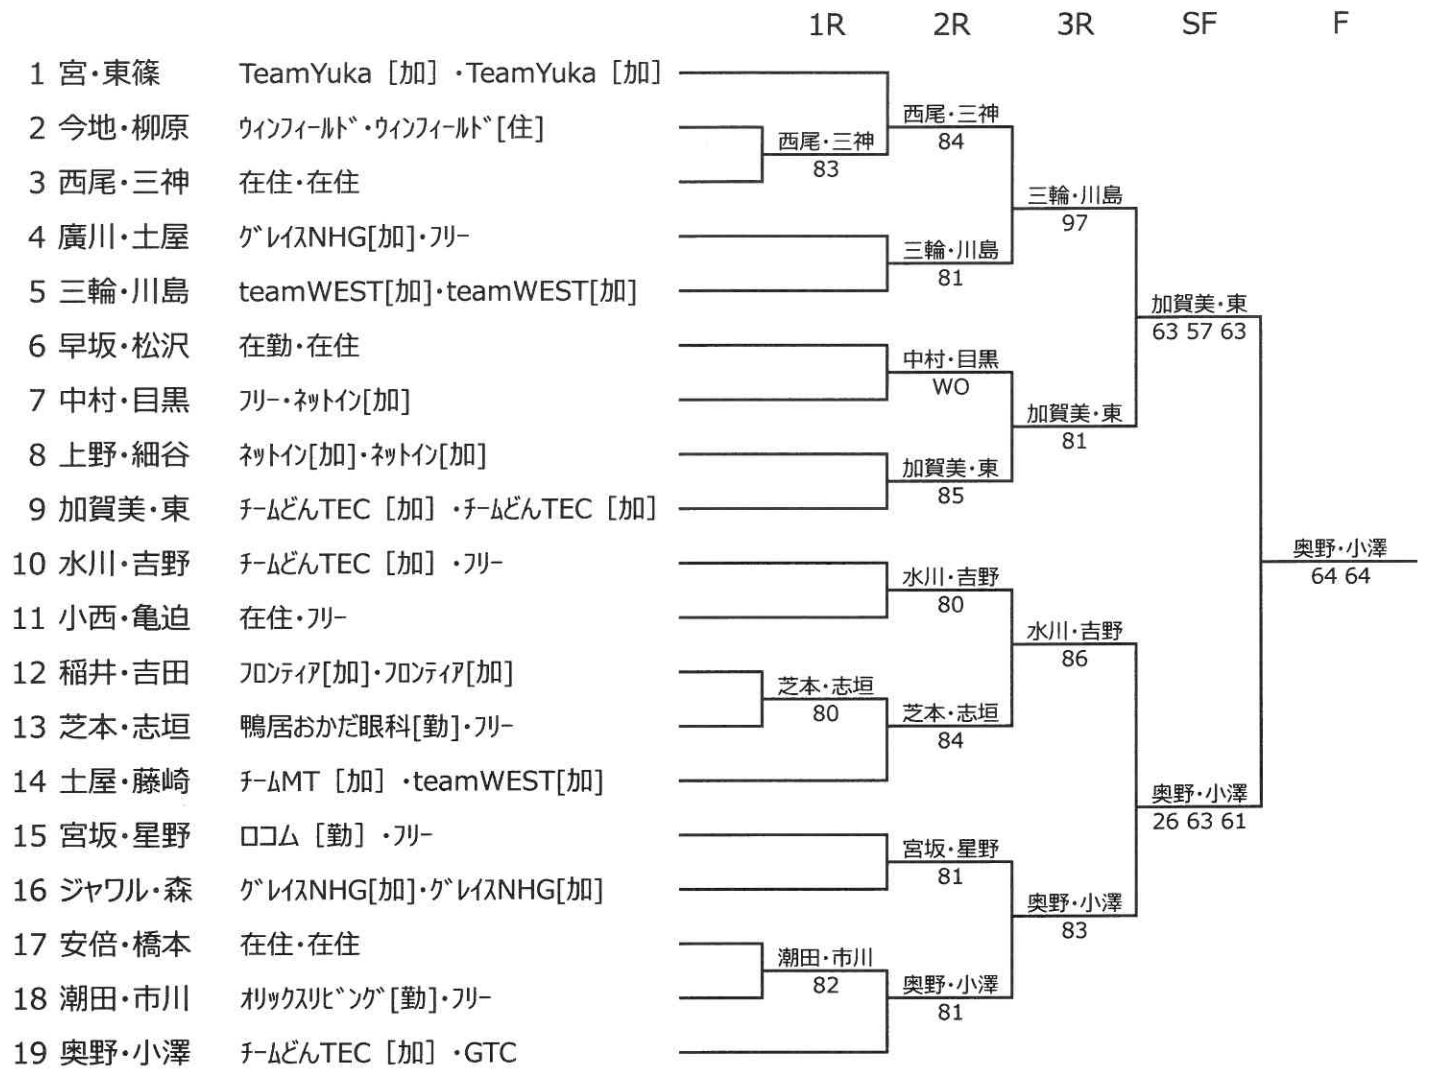 1R 2R 3R SF F
1 宮・東篠 TeamYuka［加］・TeamYuka［加］
西尾・三神
2 今地・柳原 ｳｨﾝﾌｨｰﾙﾄﾞ・ｳｨﾝﾌｨｰﾙﾄﾞ[住]
西尾・三神 84
83
3 西尾・三神 在住・在住
三輪・川島
97
4 廣川・土屋 ｸﾞﾚｲｽNHG[加]・ﾌﾘｰ
三輪・川島
81
5 三輪・川島 teamWEST[加]・teamWEST[加]
加賀美・東
63 57 63
6 早坂・松沢 在勤・在住
中村・目黒
WO
7 中村・目黒 ﾌﾘｰ・ﾈｯﾄｲﾝ[加]
加賀美・東
81
8 上野・細谷 ﾈｯﾄｲﾝ[加]・ﾈｯﾄｲﾝ[加]
加賀美・東
85
9 加賀美・東 ﾁｰﾑどんTEC［加］・ﾁｰﾑどんTEC［加］
奥野・小澤
10 水川・吉野 ﾁｰﾑどんTEC［加］・ﾌﾘｰ
64 64
水川・吉野
80
11 小西・亀迫 在住・ﾌﾘｰ
水川・吉野
86
12 稲井・吉田 ﾌﾛﾝﾃｨｱ[加]・ﾌﾛﾝﾃｨｱ[加]
芝本・志垣
80
13 芝本・志垣 鴨居おかだ眼科[勤]・ﾌﾘｰ
芝本・志垣
84
14 土屋・藤崎 ﾁｰﾑMT［加］・teamWEST[加]
奥野・小澤
26 63 61
15 宮坂・星野 ロコム［勤］・ﾌﾘｰ
宮坂・星野
81
16 ジャワル・森 ｸﾞﾚｲｽNHG[加]・ｸﾞﾚｲｽNHG[加]
奥野・小澤
83
17 安倍・橋本 在住・在住
潮田・市川
82
18 潮田・市川 ｵﾘｯｸｽﾘﾋﾞﾝｸﾞ[勤]・ﾌﾘｰ
奥野・小澤
81
19 奥野・小澤 ﾁｰﾑどんTEC［加］・GTC